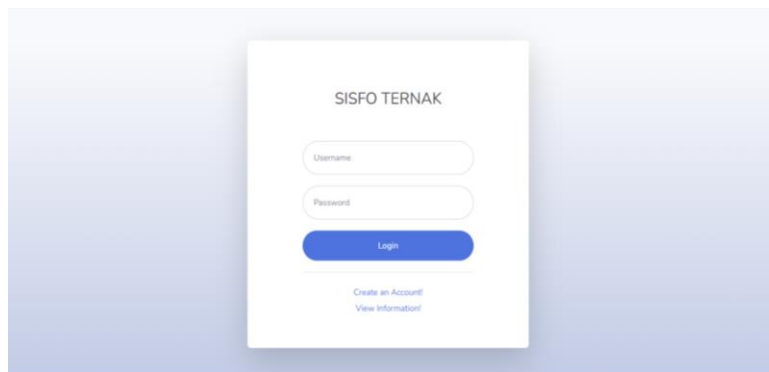 SISFO TERNAK
Username
Password
Login
Create an Account!
View Information!